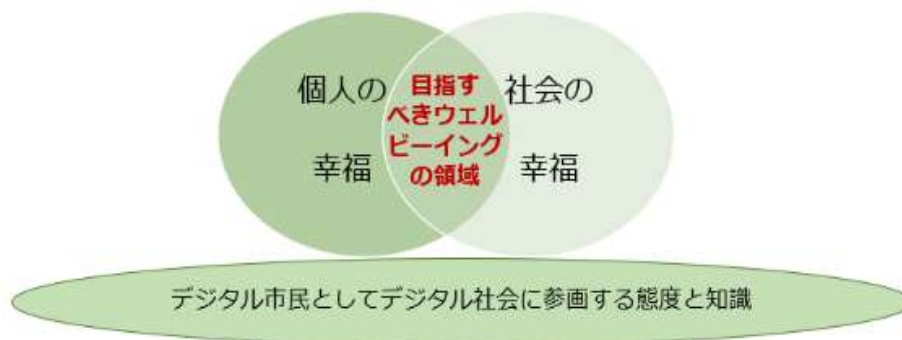 個人の
幸福
目指す
べきウェル
ビーイング
の領域
社会の
幸福
デジタル市民としてデジタル社会に参画する態度と知識